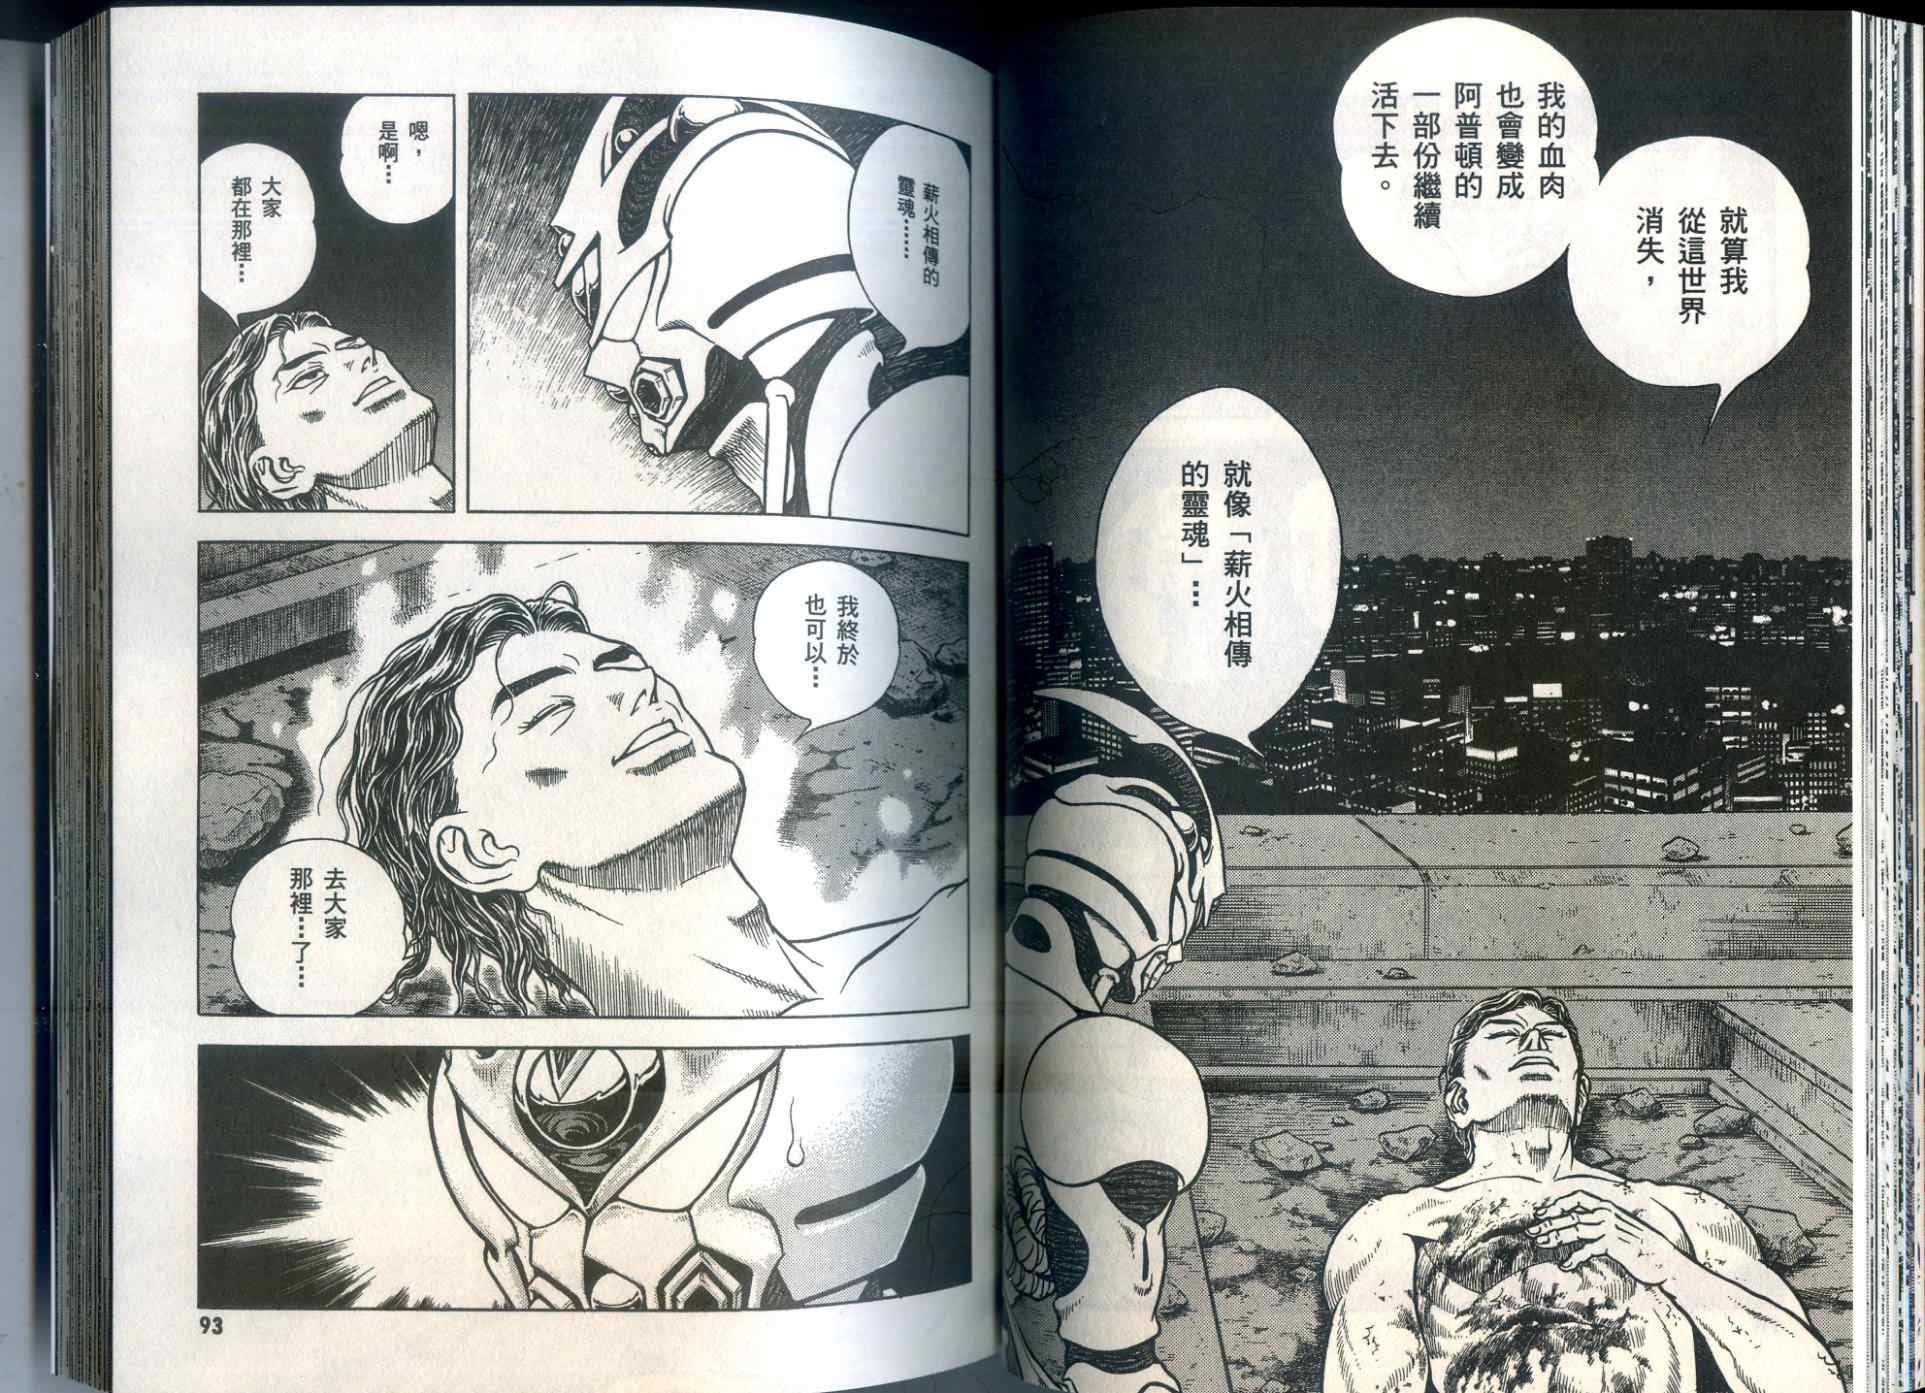 就算我
從這世界
消失，
我的血肉
也會變成
阿普頓的
一部份繼續
活下去。
就像「薪火相傳
的靈魂」…
薪火相傳的
靈魂……
嗯，
是啊…
大家
都在那裡…
我終於
也可以…
去大家
那裡…了…
93